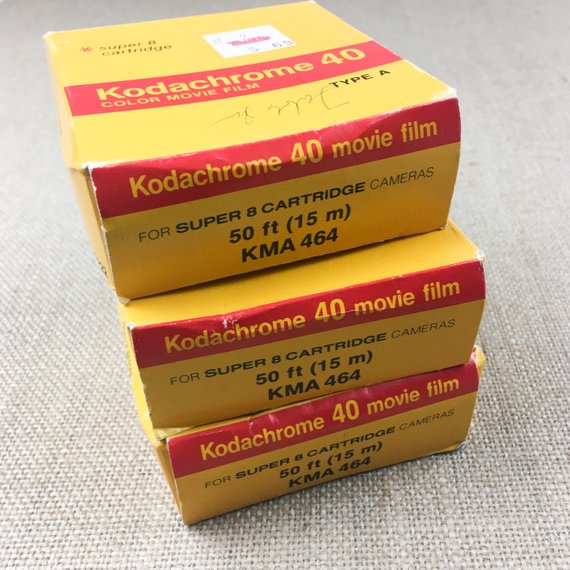 * super 8
cartridge
5.69
Kodachrome 40
COLOR MOVIE FILM
TYPE A
Kodachrome 40 movie film
FOR SUPER 8 CARTRIDGE CAMERAS
50 ft (15 m)
KMA 464
Kodachrome 40 movie film
FOR SUPER 8 CARTRIDGE CAMERAS
50 ft (15 m)
KMA 464
Kodachrome 40 movie film
FOR SUPER 8 CARTRIDGE CAMERAS
50 ft (15 m)
KMA 464